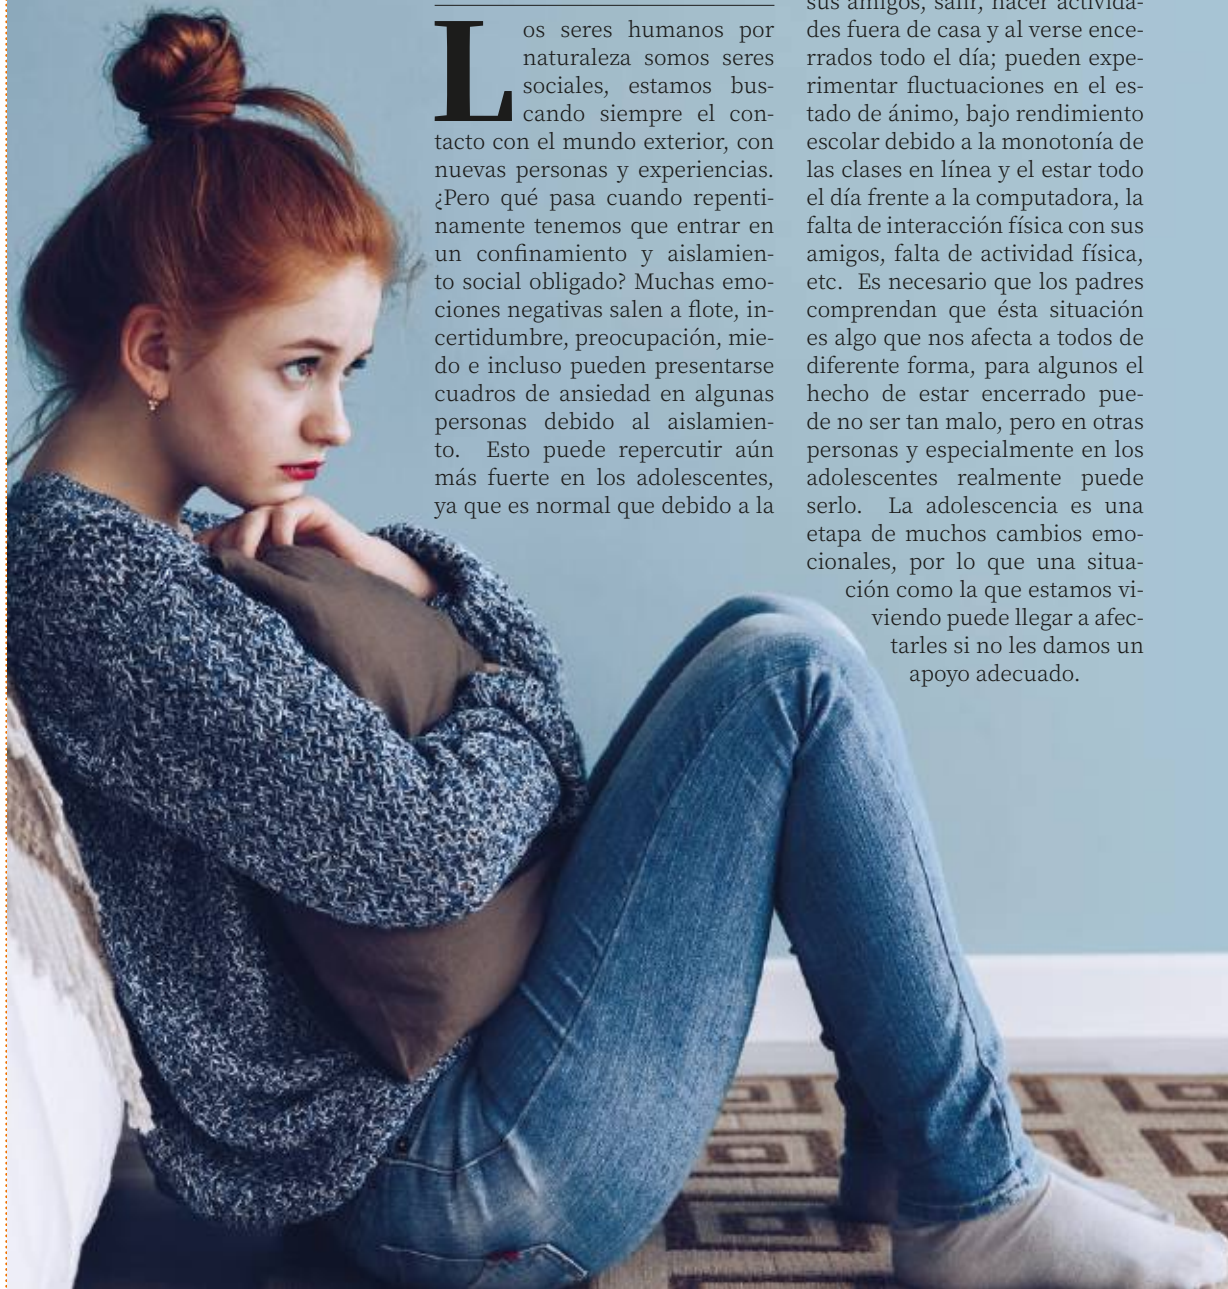 Los seres humanos por
naturaleza somos seres
sociales, estamos bus-
cando siempre el con-
tacto con el mundo exterior, con
nuevas personas y experiencias.
¿Pero qué pasa cuando repenti-
namente tenemos que entrar en
un confinamiento y aislamien-
to social obligado? Muchas emo-
ciones negativas salen a flote, in-
certidumbre, preocupación, mie-
do e incluso pueden presentarse
cuadros de ansiedad en algunas
personas debido al aislamien-
to. Esto puede repercutir aún
más fuerte en los adolescentes,
ya que es normal que debido a la
sus amigos, salir, hacer activida-
des fuera de casa y al verse ence-
rrados todo el día; pueden expe-
rimentar fluctuaciones en el es-
tado de ánimo, bajo rendimiento
escolar debido a la monotonía de
las clases en línea y el estar todo
el día frente a la computadora, la
falta de interacción física con sus
amigos, falta de actividad física,
etc. Es necesario que los padres
comprendan que ésta situación
es algo que nos afecta a todos de
diferente forma, para algunos el
hecho de estar encerrado pue-
de no ser tan malo, pero en otras
personas y especialmente en los
adolescentes realmente puede
serlo. La adolescencia es una
etapa de muchos cambios emo-
cionales, por lo que una situa-
ción como la que estamos vi-
viendo puede llegar a afec-
tarles si no les damos un
apoyo adecuado.